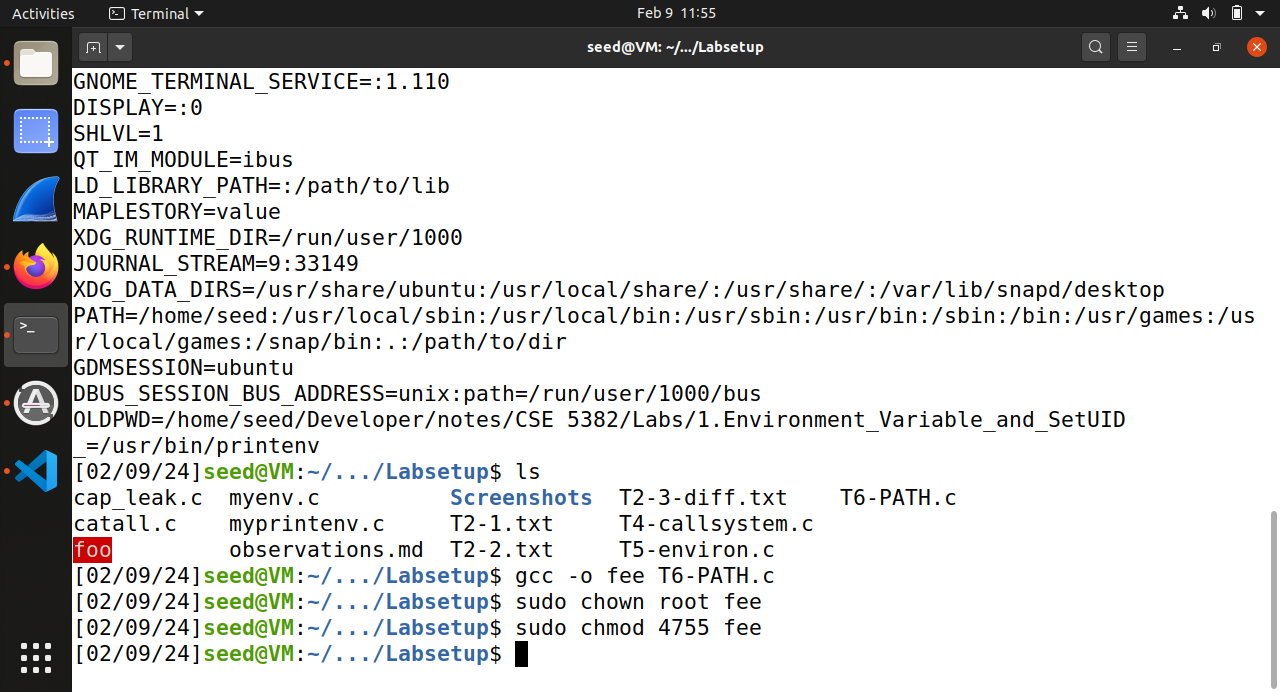 Activities Terminal Feb 9 11:55
seed@VM: ~/.../Labsetup
GNOME_TERMINAL_SERVICE=:1.110
DISPLAY=:0
SHLVL=1
QT_IM_MODULE=ibus
LD_LIBRARY_PATH=:/path/to/lib
MAPLESTORY=value
XDG_RUNTIME_DIR=/run/user/1000
JOURNAL_STREAM=9:33149
XDG_DATA_DIRS=/usr/share/ubuntu:/usr/local/share/:/usr/share/:/var/lib/snapd/desktop
PATH=/home/seed:/usr/local/sbin:/usr/local/bin:/usr/sbin:/usr/bin:/sbin:/bin:/usr/games:/us
r/local/games:/snap/bin:.:/path/to/dir
GDMSESSION=ubuntu
DBUS_SESSION_BUS_ADDRESS=unix:path=/run/user/1000/bus
OLDPWD=/home/seed/Developer/notes/CSE 5382/Labs/1.Environment_Variable_and_SetUID
_=/usr/bin/printenv
[02/09/24]seed@VM:~/.../Labsetup$ ls
cap_leak.c  myenv.c          Screenshots  T2-3-diff.txt    T6-PATH.c
catall.c    myprintenv.c     T2-1.txt     T4-callsystem.c
foo         observations.md  T2-2.txt     T5-environ.c
[02/09/24]seed@VM:~/.../Labsetup$ gcc -o fee T6-PATH.c
[02/09/24]seed@VM:~/.../Labsetup$ sudo chown root fee
[02/09/24]seed@VM:~/.../Labsetup$ sudo chmod 4755 fee
[02/09/24]seed@VM:~/.../Labsetup$